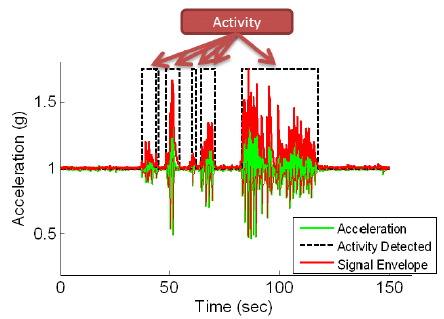 Activity
Acceleration (g)
1.5
1
0.5
0
50
100
150
Time (sec)
Acceleration
Activity Detected
Signal Envelope